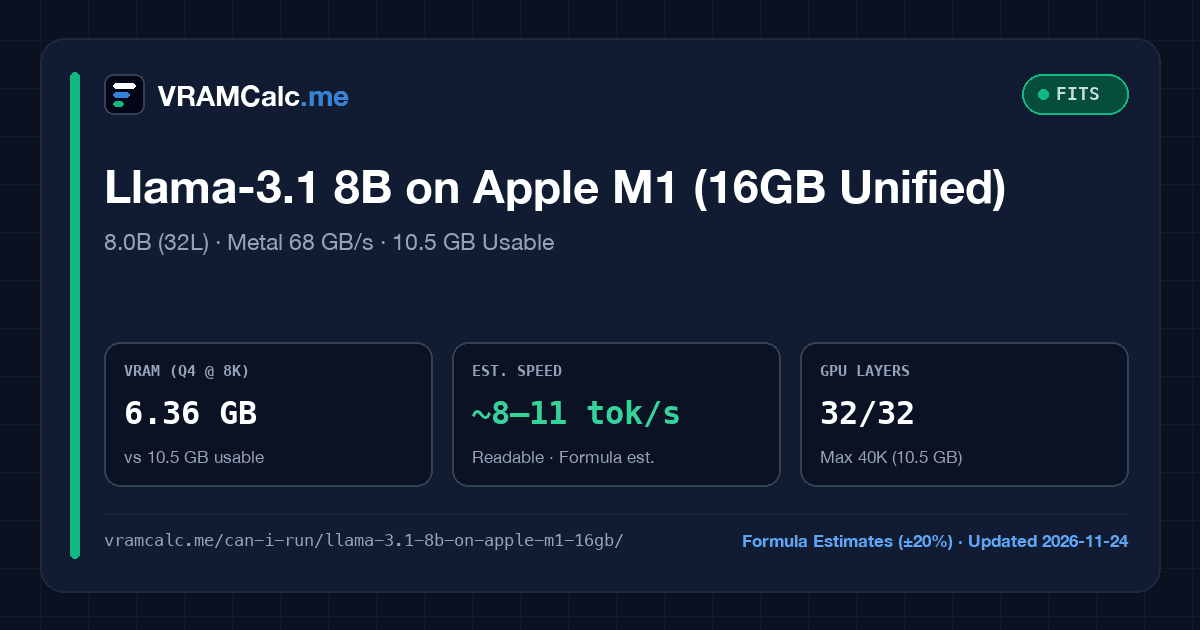 VRAMCalc.me
FITS
Llama-3.1 8B on Apple M1 (16GB Unified)
8.0B (32L) · Metal 68 GB/s · 10.5 GB Usable
VRAM (Q4 @ 8K)
6.36 GB
vs 10.5 GB usable
EST. SPEED
~8–11 tok/s
Readable · Formula est.
GPU LAYERS
32/32
Max 40K (10.5 GB)
vramcalc.me/can-i-run/llama-3.1-8b-on-apple-m1-16gb/
Formula Estimates (±20%) · Updated 2026-11-24